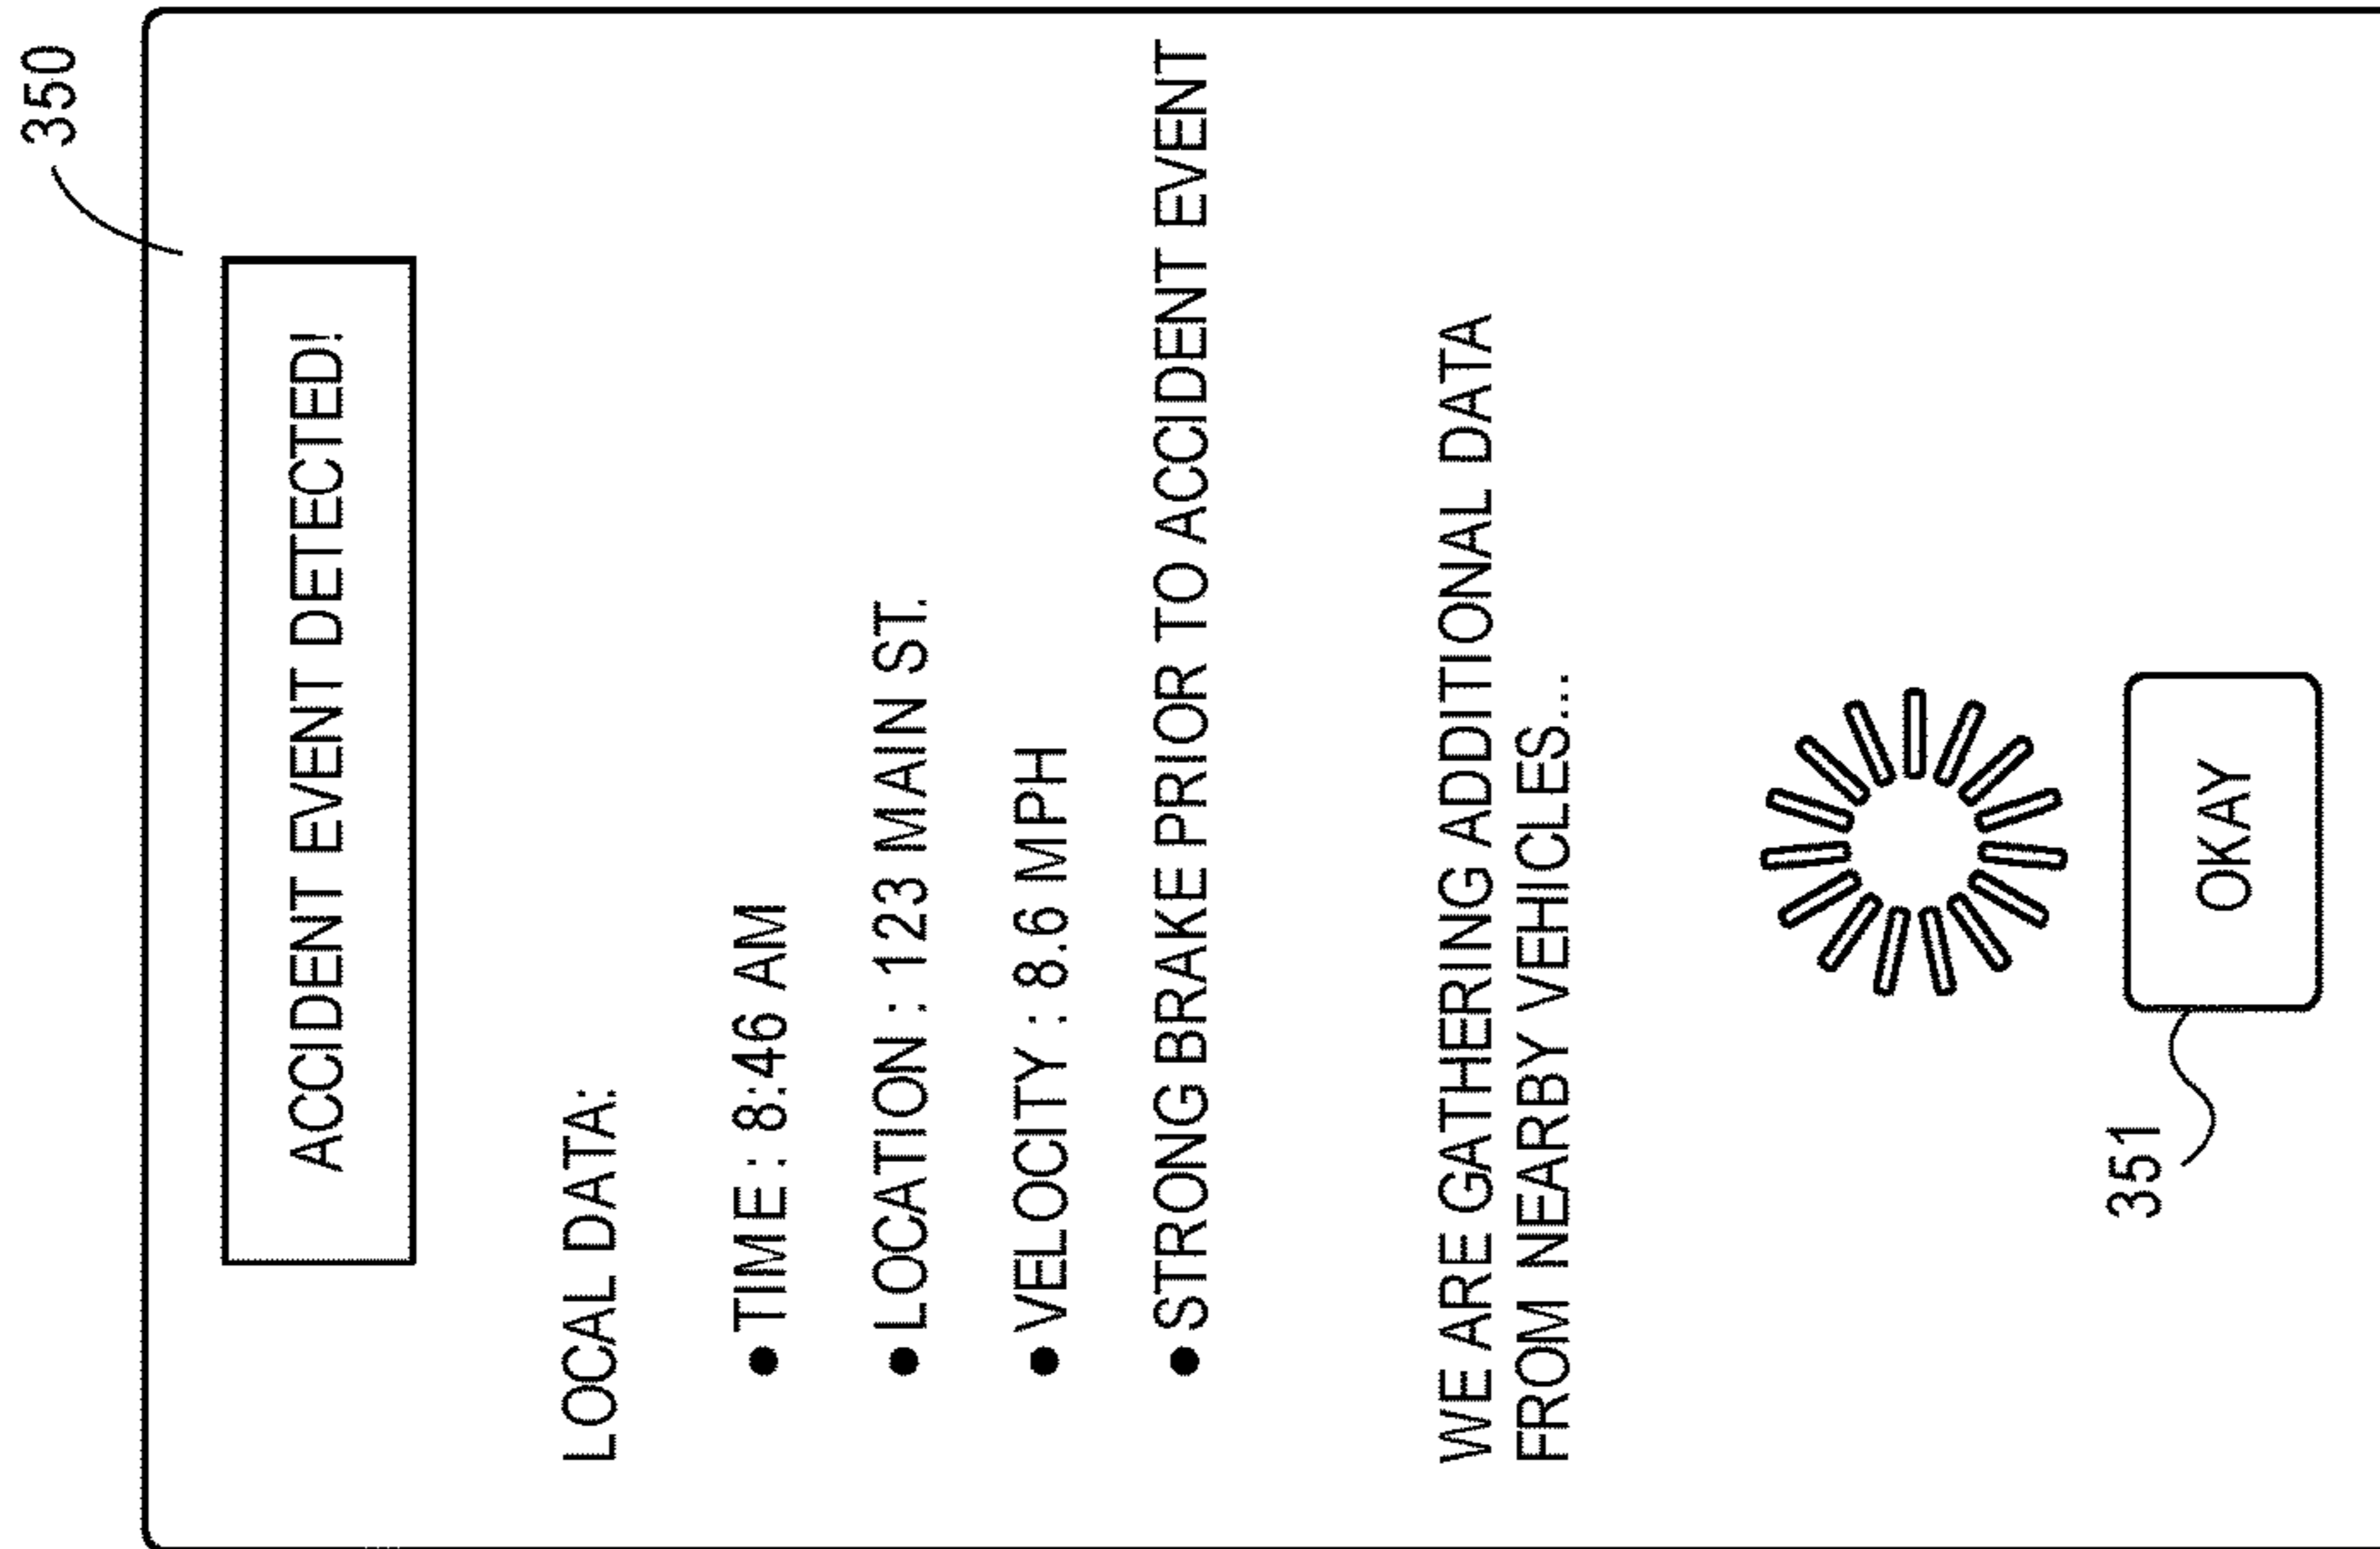 350
ACCIDENT EVENT DETECTED!
LOCAL DATA:
● TIME : 8:46 AM
● LOCATION : 123 MAIN ST.
● VELOCITY : 8.6 MPH
● STRONG BRAKE PRIOR TO ACCIDENT EVENT
WE ARE GATHERING ADDITIONAL DATA
FROM NEARBY VEHICLES...
351
OKAY